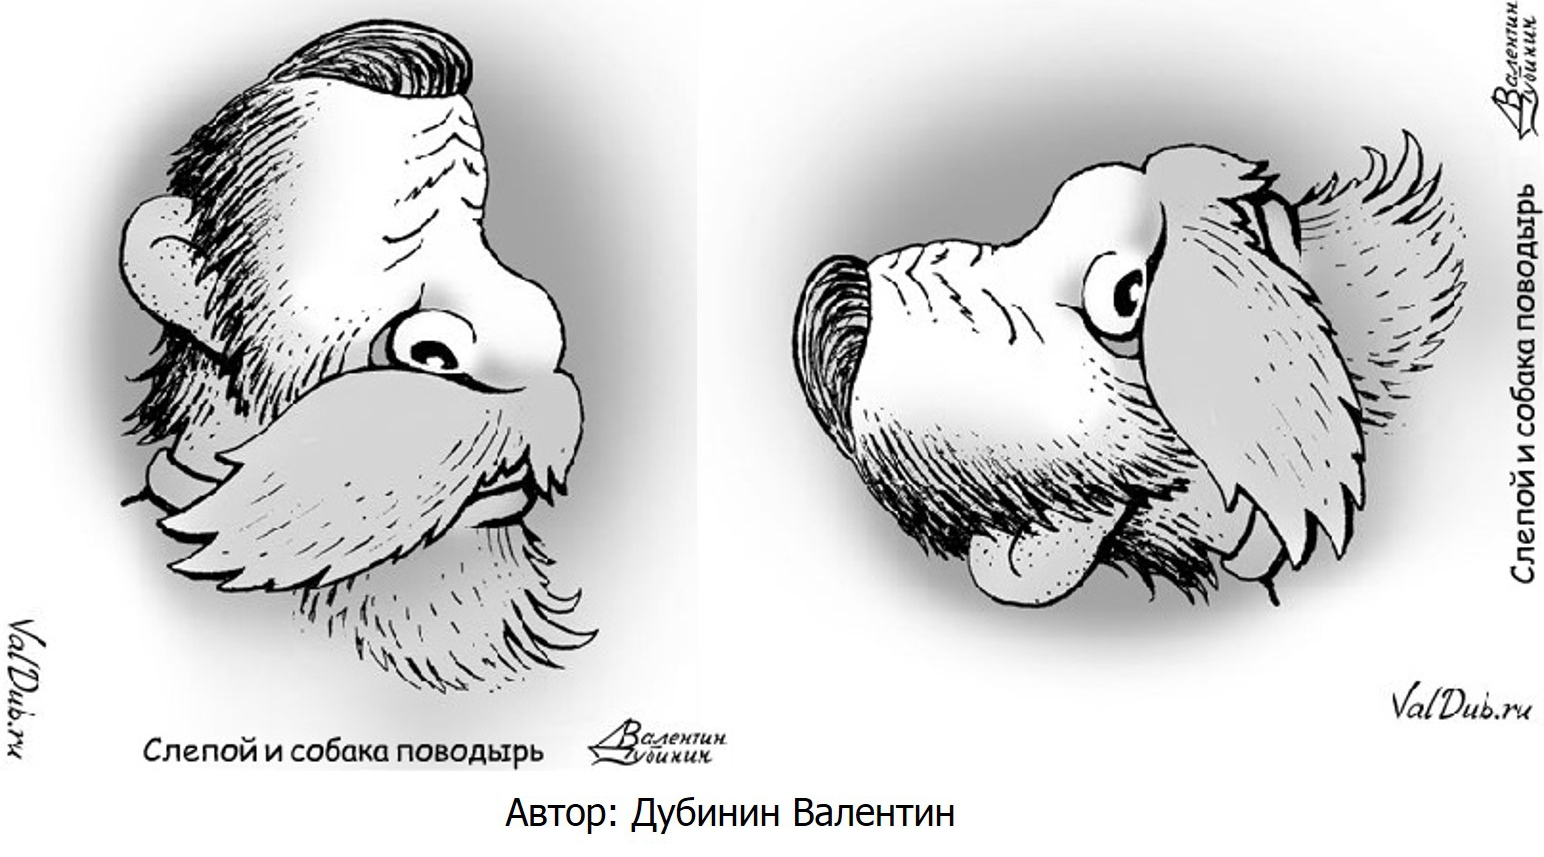 ValDub.ru
Слепой и собака поводырь
Валентин
Дубинин
Валентин
Дубинин
Слепой и собака поводырь
ValDub.ru
Автор: Дубинин Валентин